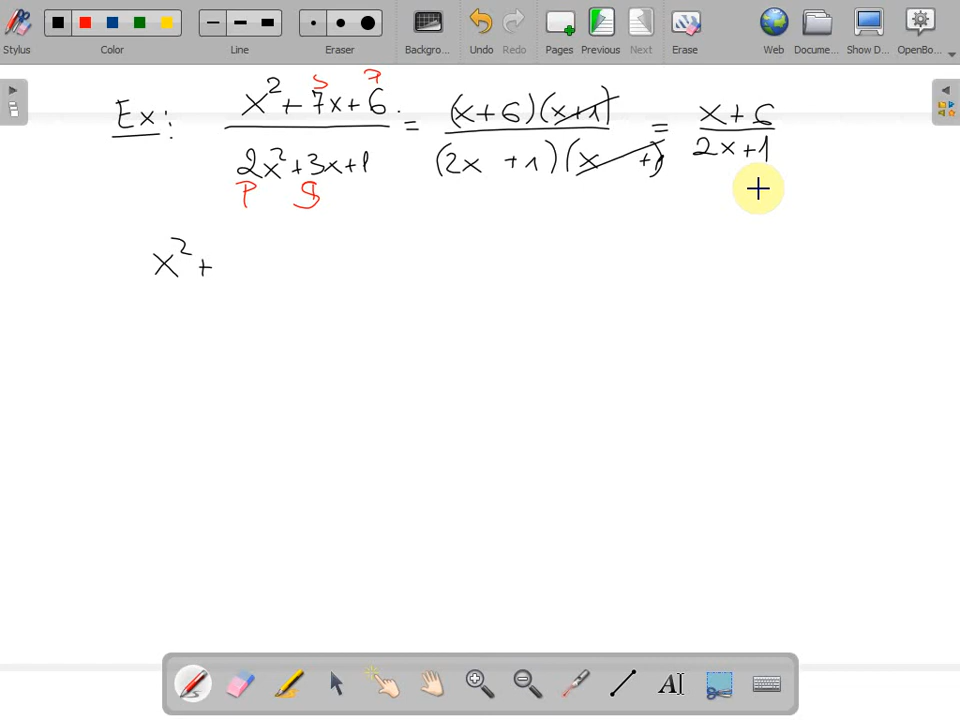 Stylus Color Line Eraser Backgro... Undo Redo Pages Previous Next Erase Web Docume... Show D... OpenBo...
Ex: x² + 7x + 6 / 2x² + 3x + 1 = (x+6)(x+1) / (2x +1)(x +1) = x+6 / 2x+1
P S
x² +
A